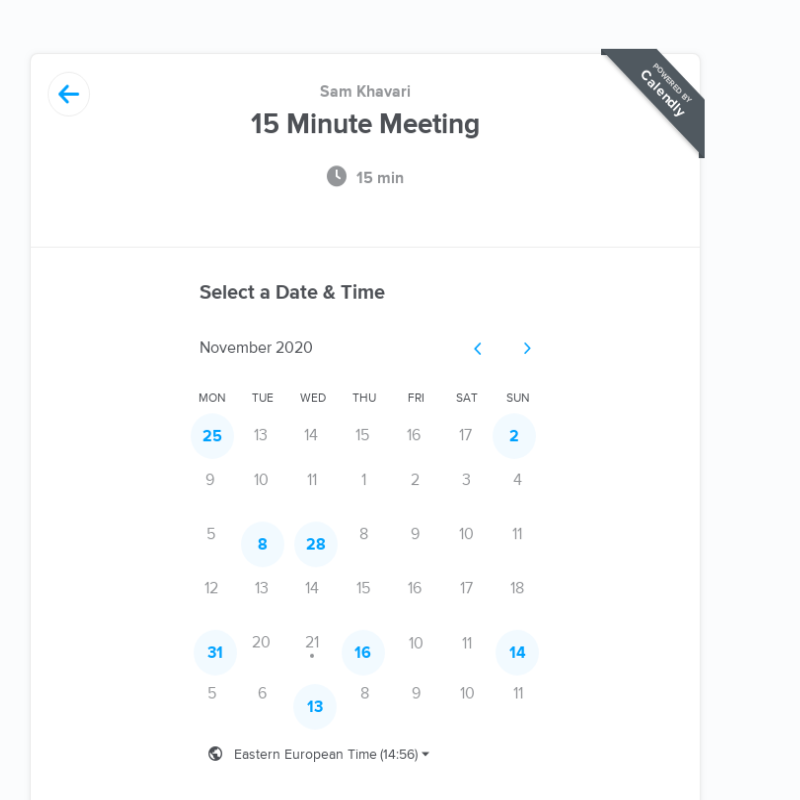 POWERED BY
Calendly
Sam Khavari
15 Minute Meeting
15 min
Select a Date & Time
November 2020
MON TUE WED THU FRI SAT SUN
25 13 14 15 16 17 2
9 10 11 1 2 3 4
5 8 28 8 9 10 11
12 13 14 15 16 17 18
31 20 21 16 10 11 14
5 6 13 8 9 10 11
Eastern European Time (14:56)